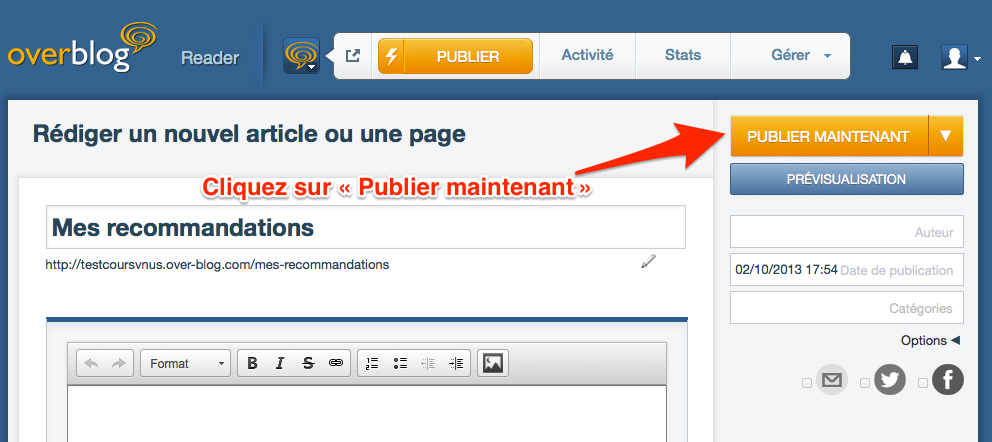 overblog
Reader
PUBLIER
Activité
Stats
Gérer
Rédiger un nouvel article ou une page
PUBLIER MAINTENANT
Cliquez sur « Publier maintenant »
PRÉVISUALISATION
Mes recommandations
Auteur
http://testcoursvnus.over-blog.com/mes-recommandations
02/10/2013 17:54 Date de publication
Catégories
Options
Format
B I S
f